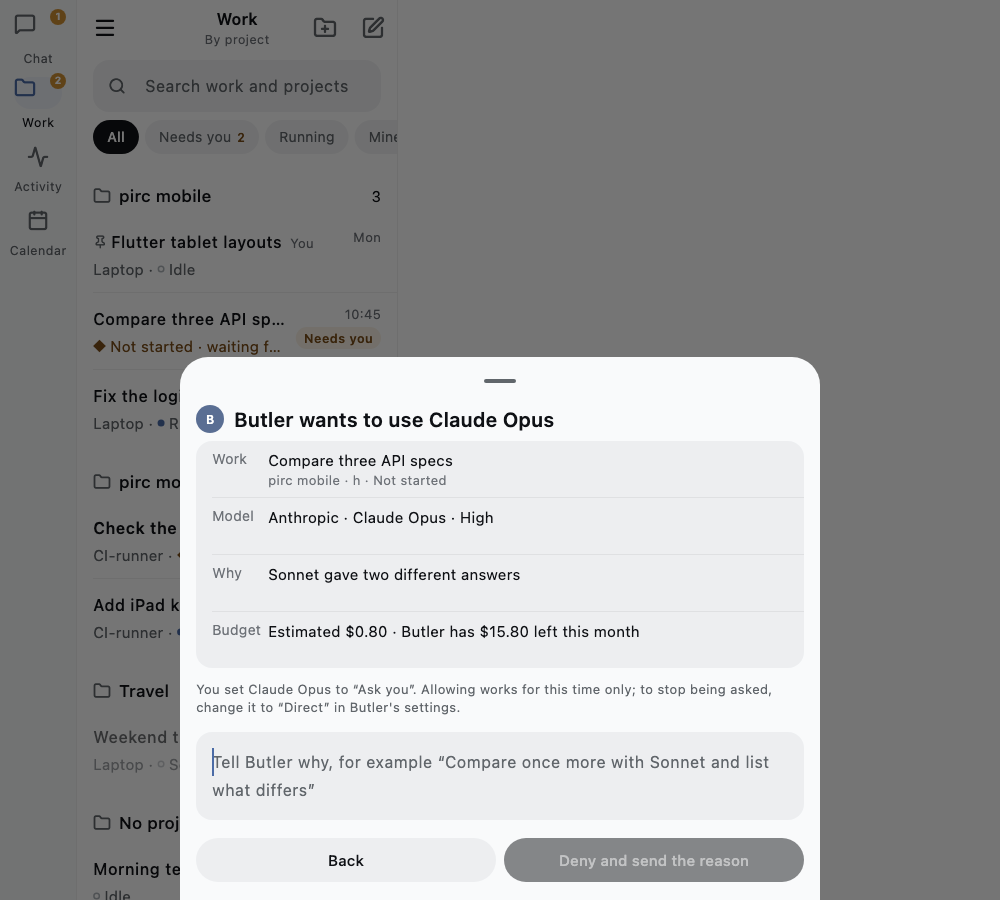 1
Chat
2
Work
Activity
Calendar
Work
By project
Search work and projects
All
Needs you 2
Running
Mine
pirc mobile
3
Flutter tablet layouts You
Mon
Laptop · Idle
Compare three API sp...
10:45
Not started · waiting f...
Needs you
Fix the logi
Laptop · R
pirc mo
Check the
CI-runner ·
Add iPad k
CI-runner ·
Travel
Weekend t
Laptop · S
No proj
Morning te
Idle
B
Butler wants to use Claude Opus
Work
Compare three API specs
pirc mobile · h · Not started
Model
Anthropic · Claude Opus · High
Why
Sonnet gave two different answers
Budget
Estimated $0.80 · Butler has $15.80 left this month
You set Claude Opus to “Ask you”. Allowing works for this time only; to stop being asked,
change it to “Direct” in Butler's settings.
Tell Butler why, for example “Compare once more with Sonnet and list
what differs”
Back
Deny and send the reason